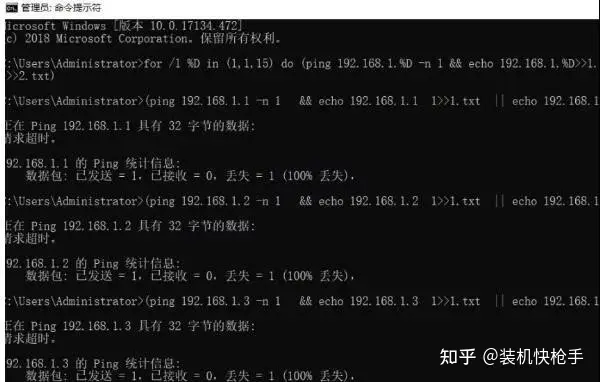 管理员: 命令提示符
icrosoft Windows [版本 10.0.17134.472]
c) 2018 Microsoft Corporation。保留所有权利。
:\Users\Administrator>for /l %D in (1,1,15) do (ping 192.168.1.%D -n 1 && echo 192.168.1.%D>>1.
>>2.txt)
:\Users\Administrator>(ping 192.168.1.1 -n 1 && echo 192.168.1.1 1>>1.txt || echo 192.168.1
正在 Ping 192.168.1.1 具有 32 字节的数据:
请求超时。
92.168.1.1 的 Ping 统计信息:
数据包: 已发送 = 1，已接收 = 0，丢失 = 1 (100% 丢失)，
:\Users\Administrator>(ping 192.168.1.2 -n 1 && echo 192.168.1.2 1>>1.txt || echo 192.168.1
正在 Ping 192.168.1.2 具有 32 字节的数据:
请求超时。
92.168.1.2 的 Ping 统计信息:
数据包: 已发送 = 1，已接收 = 0，丢失 = 1 (100% 丢失)，
:\Users\Administrator>(ping 192.168.1.3 -n 1 && echo 192.168.1.3 1>>1.txt || echo 192.168.1
正在 Ping 192.168.1.3 具有 32 字节的数据:
请求超时。
92.168.1.3 的 Ping 统计信息:
数据包: 已发送 = 1，已接收 = 0，丢失 = 1 (100% 丢失)，
知乎 @装机快枪手